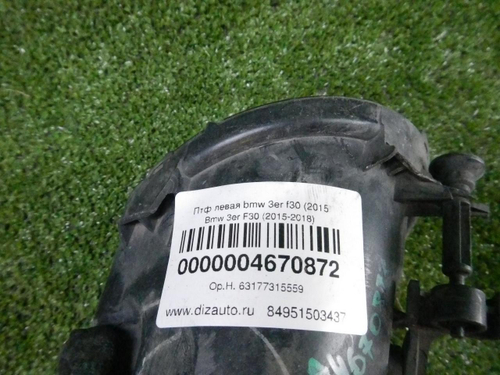 Птф левая bmw 3er f30 (2015
Bmw 3er F30 (2015-2018)
0000004670872
Ор.Н. 63177315559
www.dizauto.ru 84951503437